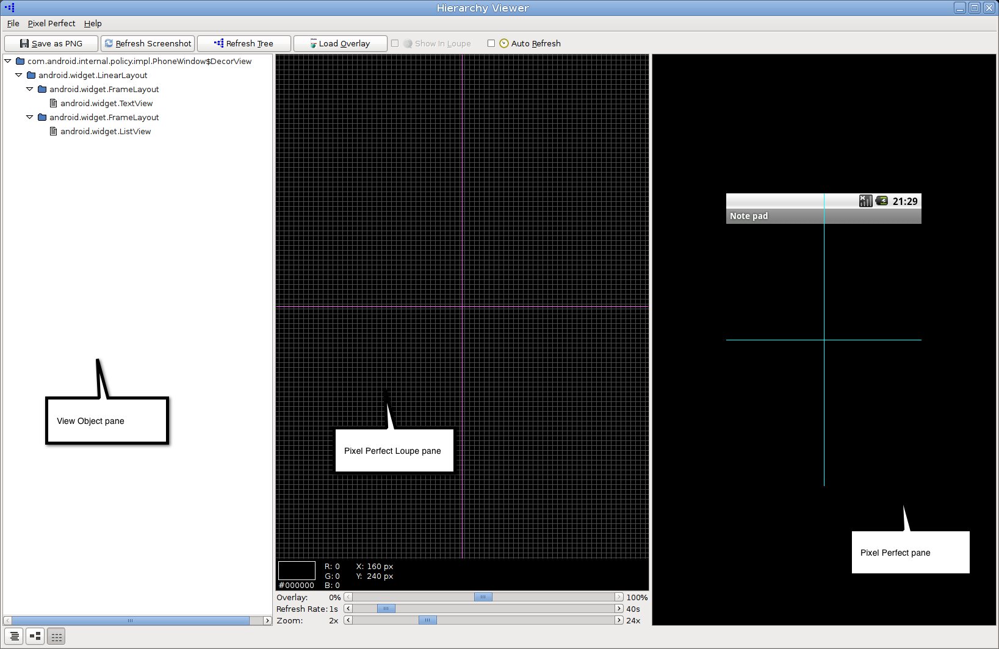 Hierarchy Viewer
File Pixel Perfect Help
Save as PNG Refresh Screenshot Refresh Tree Load Overlay Show In Loupe Auto Refresh
com.android.internal.policy.impl.PhoneWindow$DecorView
android.widget.LinearLayout
android.widget.FrameLayout
android.widget.TextView
android.widget.FrameLayout
android.widget.ListView
View Object pane
Pixel Perfect Loupe pane
R: 0 X: 160 px
G: 0 Y: 240 px
#000000 B: 0
Overlay: 0% 100%
Refresh Rate: 1s 40s
Zoom: 2x 24x
21:29
Note pad
Pixel Perfect pane